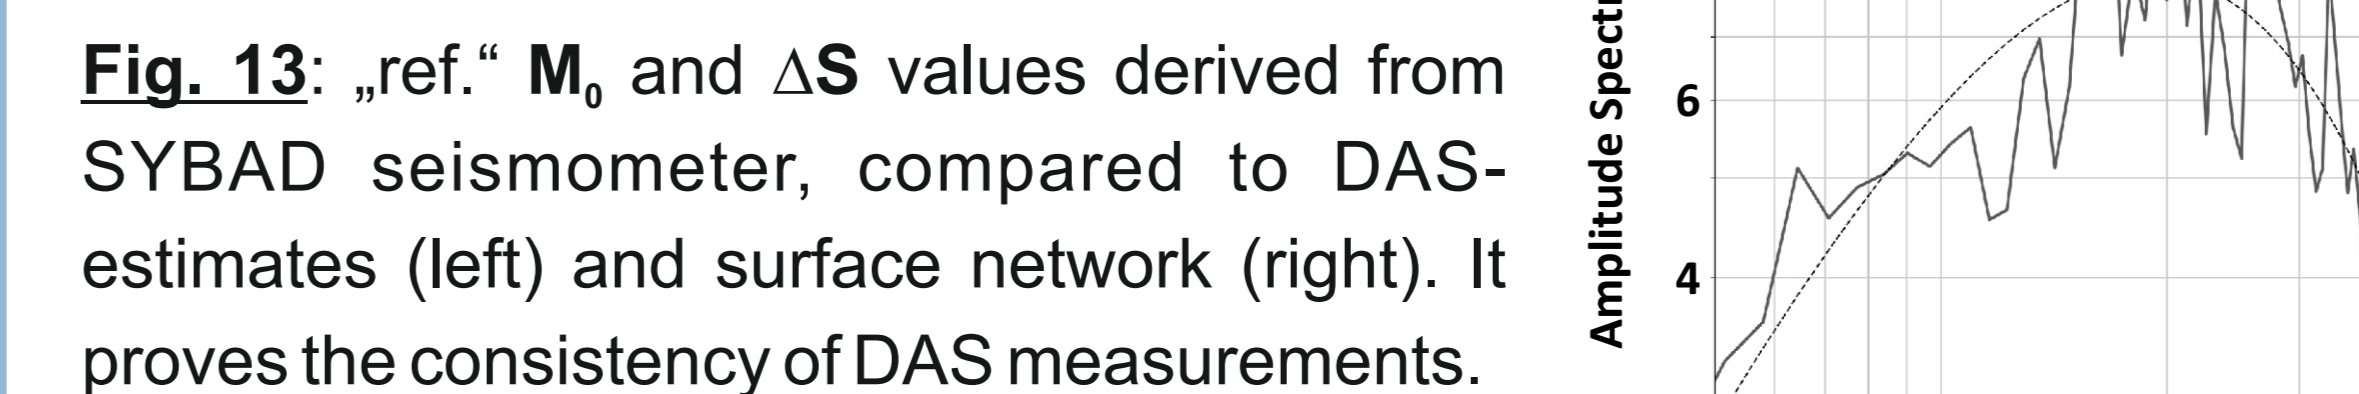 Fig. 13: „ref.“ M₀ and ΔS values derived from
SYBAD seismometer, compared to DAS-
estimates (left) and surface network (right). It
proves the consistency of DAS measurements.
Amplitude Spectr
6
4